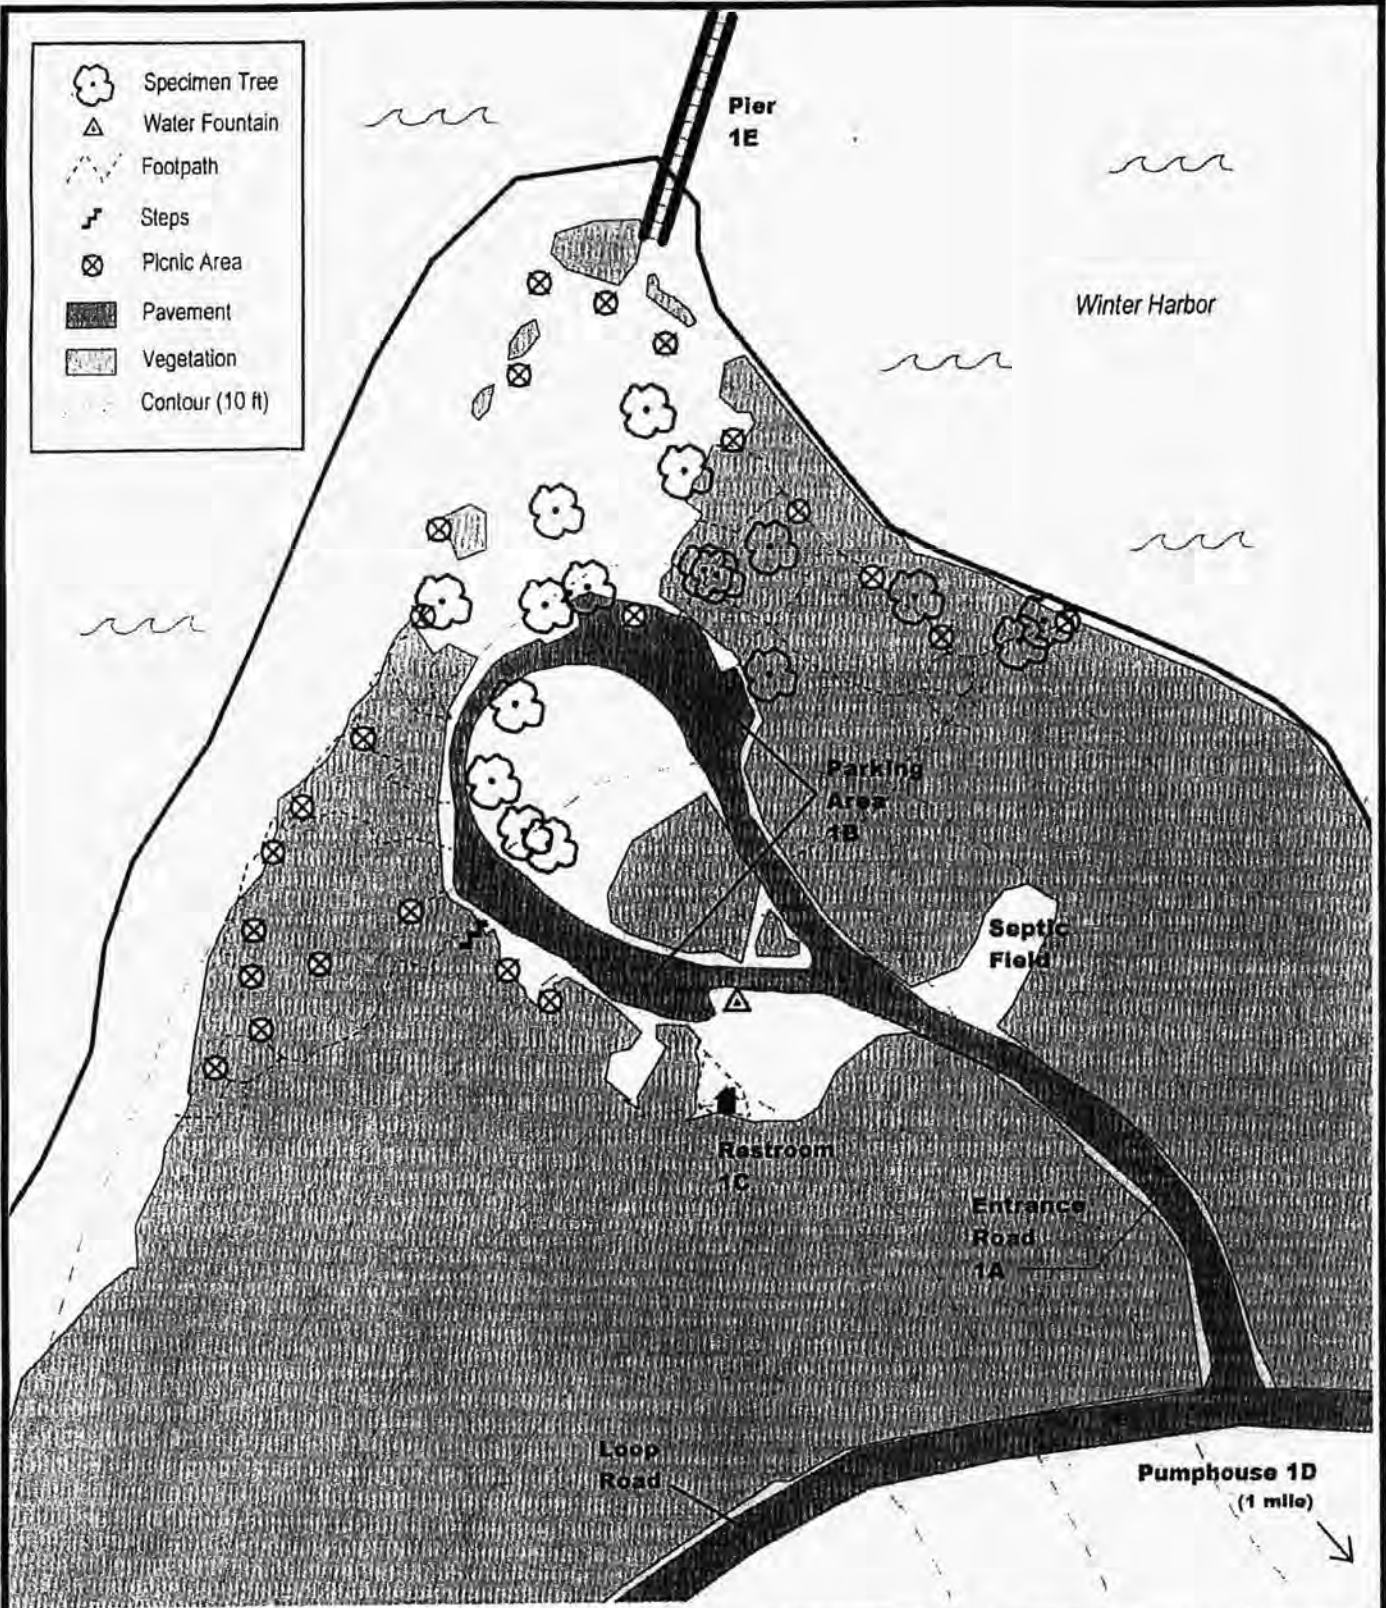 Specimen Tree
Water Fountain
Footpath
Steps
Picnic Area
Pavement
Vegetation
Contour (10 ft)
Pier
1E
Winter Harbor
Parking
Area
1B
Septic
Field
Restroom
1C
Entrance
Road
1A
Loop
Road
Pumphouse 1D
(1 mile)